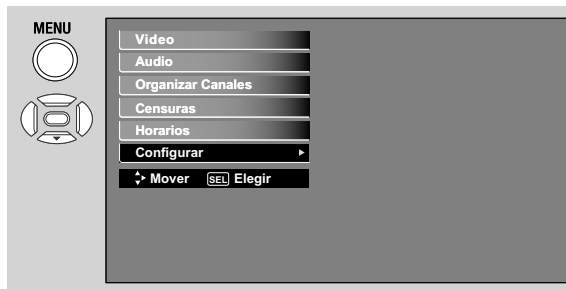 MENU
Video
Audio
Organizar Canales
Censuras
Horarios
Configurar
Mover SEL Elegir